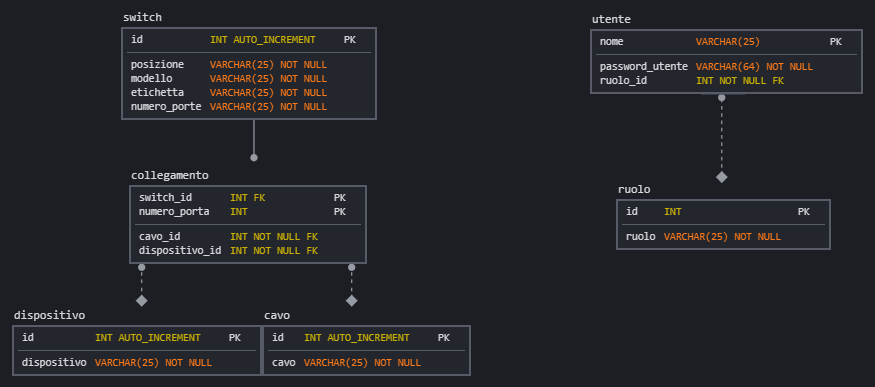 switch
id INT AUTO_INCREMENT PK
posizione VARCHAR(25) NOT NULL
modello VARCHAR(25) NOT NULL
etichetta VARCHAR(25) NOT NULL
numero_porte VARCHAR(25) NOT NULL
utente
nome VARCHAR(25) PK
password_utente VARCHAR(64) NOT NULL
ruolo_id INT NOT NULL FK
collegamento
switch_id INT FK PK
numero_porta INT PK
cavo_id INT NOT NULL FK
dispositivo_id INT NOT NULL FK
ruolo
id INT PK
ruolo VARCHAR(25) NOT NULL
dispositivo
id INT AUTO_INCREMENT PK
dispositivo VARCHAR(25) NOT NULL
cavo
id INT AUTO_INCREMENT PK
cavo VARCHAR(25) NOT NULL